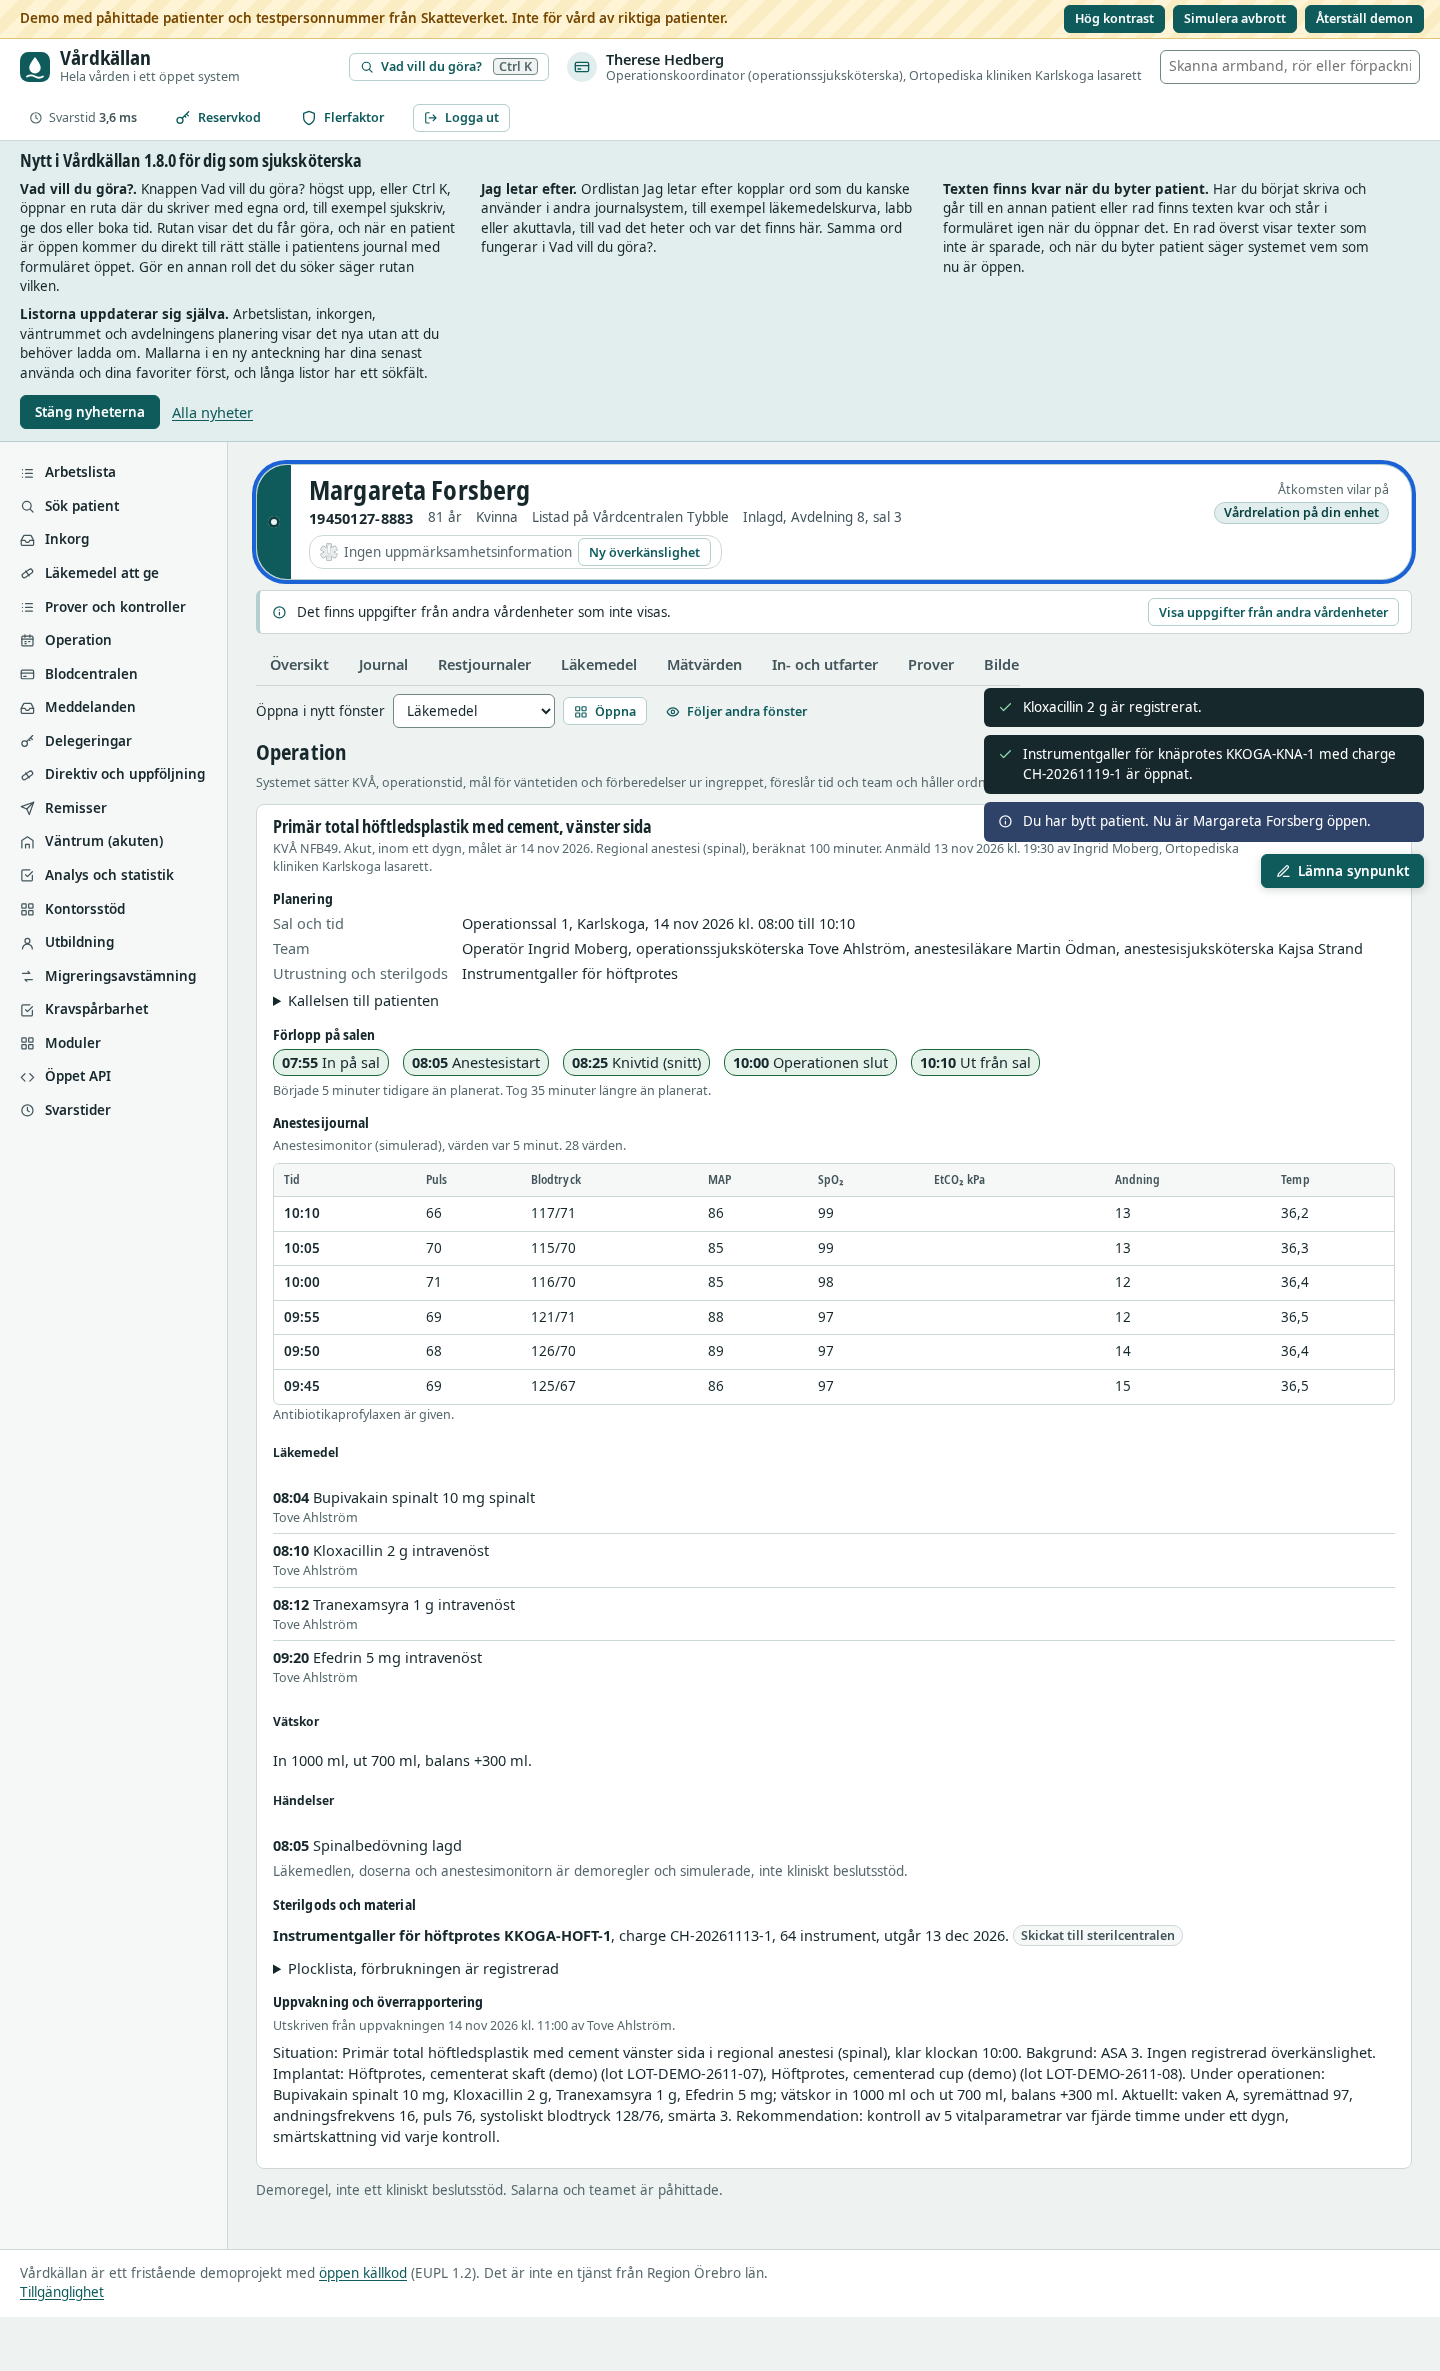 Demo med påhittade patienter och testpersonnummer från Skatteverket. Inte för vård av riktiga patienter.
Hög kontrast
Simulera avbrott
Återställ demon
Vårdkällan
Hela vården i ett öppet system
Vad vill du göra? Ctrl K
Therese Hedberg
Operationskoordinator (operationssjuksköterska), Ortopediska kliniken Karlskoga lasarett
Skanna armband, rör eller förpackni
Svarstid 3,6 ms
Reservkod
Flerfaktor
Logga ut
Nytt i Vårdkällan 1.8.0 för dig som sjuksköterska
Vad vill du göra?. Knappen Vad vill du göra? högst upp, eller Ctrl K,
öppnar en ruta där du skriver med egna ord, till exempel sjukskriv,
ge dos eller boka tid. Rutan visar det du får göra, och när en patient
är öppen kommer du direkt till rätt ställe i patientens journal med
formuläret öppet. Gör en annan roll det du söker säger rutan
vilken.
Jag letar efter. Ordlistan Jag letar efter kopplar ord som du kanske
använder i andra journalsystem, till exempel läkemedelskurva, labb
eller akuttavla, till vad det heter och var det finns här. Samma ord
fungerar i Vad vill du göra?.
Texten finns kvar när du byter patient. Har du börjat skriva och
går till en annan patient eller rad finns texten kvar och står i
formuläret igen när du öppnar det. En rad överst visar texter som
inte är sparade, och när du byter patient säger systemet vem som
nu är öppen.
Listorna uppdaterar sig själva. Arbetslistan, inkorgen,
väntrummet och avdelningens planering visar det nya utan att du
behöver ladda om. Mallarna i en ny anteckning har dina senast
använda och dina favoriter först, och långa listor har ett sökfält.
Stäng nyheterna
Alla nyheter
Arbetslista
Sök patient
Inkorg
Läkemedel att ge
Prover och kontroller
Operation
Blodcentralen
Meddelanden
Delegeringar
Direktiv och uppföljning
Remisser
Väntrum (akuten)
Analys och statistik
Kontorsstöd
Utbildning
Migreringsavstämning
Kravspårbarhet
Moduler
Öppet API
Svarstider
Margareta Forsberg
19450127-8883 81 år Kvinna Listad på Vårdcentralen Tybble Inlagd, Avdelning 8, sal 3
Ingen uppmärksamhetsinformation
Ny överkänslighet
Åtkomsten vilar på
Vårdrelation på din enhet
Det finns uppgifter från andra vårdenheter som inte visas.
Visa uppgifter från andra vårdenheter
Översikt
Journal
Restjournaler
Läkemedel
Mätvärden
In- och utfarter
Prover
Bilde
Öppna i nytt fönster
Läkemedel
Öppna
Följer andra fönster
Kloxacillin 2 g är registrerat.
Instrumentgaller för knäprotes KKOGA-KNA-1 med charge
CH-20261119-1 är öppnat.
Du har bytt patient. Nu är Margareta Forsberg öppen.
Lämna synpunkt
Operation
Systemet sätter KVÅ, operationstid, mål för väntetiden och förberedelser ur ingreppet, föreslår tid och team och håller ordn
Primär total höftledsplastik med cement, vänster sida
KVÅ NFB49. Akut, inom ett dygn, målet är 14 nov 2026. Regional anestesi (spinal), beräknat 100 minuter. Anmäld 13 nov 2026 kl. 19:30 av Ingrid Moberg, Ortopediska
kliniken Karlskoga lasarett.
Planering
Sal och tid Operationssal 1, Karlskoga, 14 nov 2026 kl. 08:00 till 10:10
Team Operatör Ingrid Moberg, operationssjuksköterska Tove Ahlström, anestesiläkare Martin Ödman, anestesisjuksköterska Kajsa Strand
Utrustning och sterilgods Instrumentgaller för höftprotes
Kallelsen till patienten
Förlopp på salen
07:55 In på sal
08:05 Anestesistart
08:25 Knivtid (snitt)
10:00 Operationen slut
10:10 Ut från sal
Började 5 minuter tidigare än planerat. Tog 35 minuter längre än planerat.
Anestesijournal
Anestesimonitor (simulerad), värden var 5 minut. 28 värden.
Tid Puls Blodtryck MAP SpO₂ EtCO₂ kPa Andning Temp
10:10 66 117/71 86 99 13 36,2
10:05 70 115/70 85 99 13 36,3
10:00 71 116/70 85 98 12 36,4
09:55 69 121/71 88 97 12 36,5
09:50 68 126/70 89 97 14 36,4
09:45 69 125/67 86 97 15 36,5
Antibiotikaprofylaxen är given.
Läkemedel
08:04 Bupivakain spinalt 10 mg spinalt
Tove Ahlström
08:10 Kloxacillin 2 g intravenöst
Tove Ahlström
08:12 Tranexamsyra 1 g intravenöst
Tove Ahlström
09:20 Efedrin 5 mg intravenöst
Tove Ahlström
Vätskor
In 1000 ml, ut 700 ml, balans +300 ml.
Händelser
08:05 Spinalbedövning lagd
Läkemedlen, doserna och anestesimonitorn är demoregler och simulerade, inte kliniskt beslutsstöd.
Sterilgods och material
Instrumentgaller för höftprotes KKOGA-HOFT-1, charge CH-20261113-1, 64 instrument, utgår 13 dec 2026. Skickat till sterilcentralen
Plocklista, förbrukningen är registrerad
Uppvakning och överrapportering
Utskriven från uppvakningen 14 nov 2026 kl. 11:00 av Tove Ahlström.
Situation: Primär total höftledsplastik med cement vänster sida i regional anestesi (spinal), klar klockan 10:00. Bakgrund: ASA 3. Ingen registrerad överkänslighet.
Implantat: Höftprotes, cementerat skaft (demo) (lot LOT-DEMO-2611-07), Höftprotes, cementerad cup (demo) (lot LOT-DEMO-2611-08). Under operationen:
Bupivakain spinalt 10 mg, Kloxacillin 2 g, Tranexamsyra 1 g, Efedrin 5 mg; vätskor in 1000 ml och ut 700 ml, balans +300 ml. Aktuellt: vaken A, syremättnad 97,
andningsfrekvens 16, puls 76, systoliskt blodtryck 128/76, smärta 3. Rekommendation: kontroll av 5 vitalparametrar var fjärde timme under ett dygn,
smärtskattning vid varje kontroll.
Demoregel, inte ett kliniskt beslutsstöd. Salarna och teamet är påhittade.
Vårdkällan är ett fristående demoprojekt med öppen källkod (EUPL 1.2). Det är inte en tjänst från Region Örebro län.
Tillgänglighet